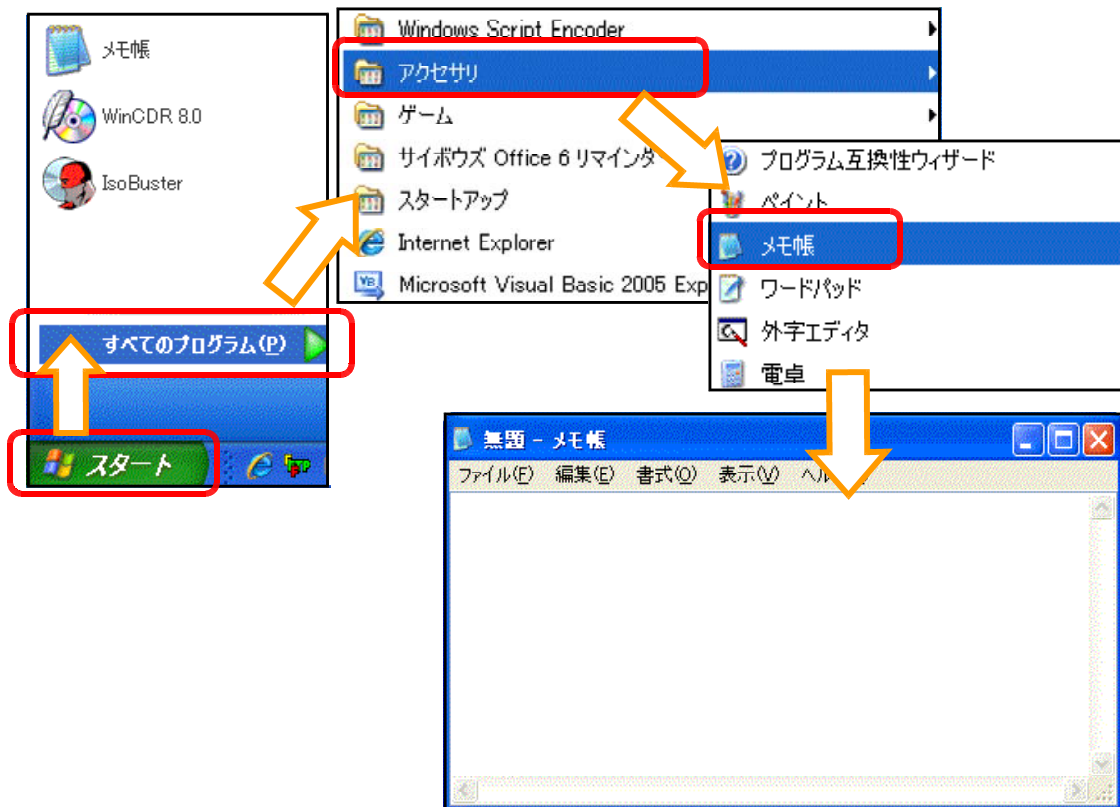 メモ帳
WinCDR 8.0
IsoBuster
すべてのプログラム(P)
スタート
Windows Script Encoder
アクセサリ
ゲーム
サイボウズ Office 6 リマインダ
スタートアップ
Internet Explorer
Microsoft Visual Basic 2005 Exp
プログラム互換性ウィザード
ペイント
メモ帳
ワードパッド
外字エディタ
電卓
無題 - メモ帳
ファイル(F) 編集(E) 書式(O) 表示(V)